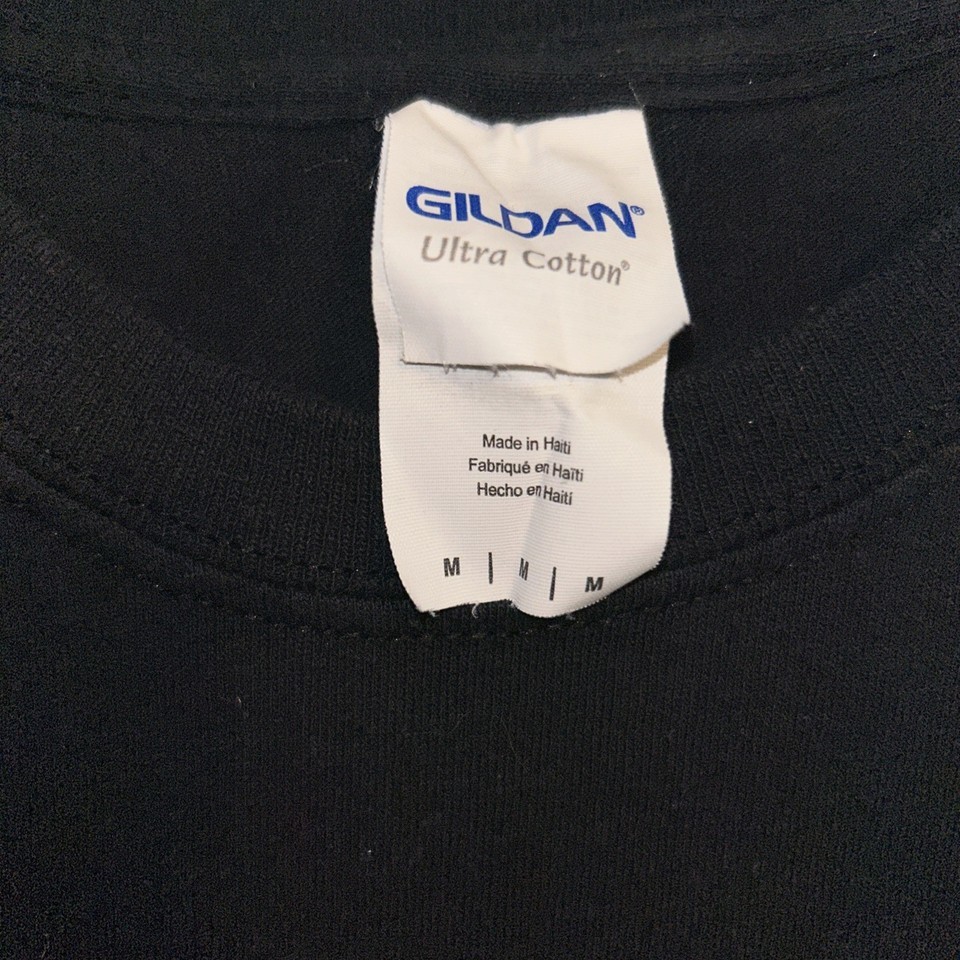 GILDAN®
Ultra Cotton®
Made in Haiti
Fabriqué en Haïti
Hecho en Haití
M | M | M